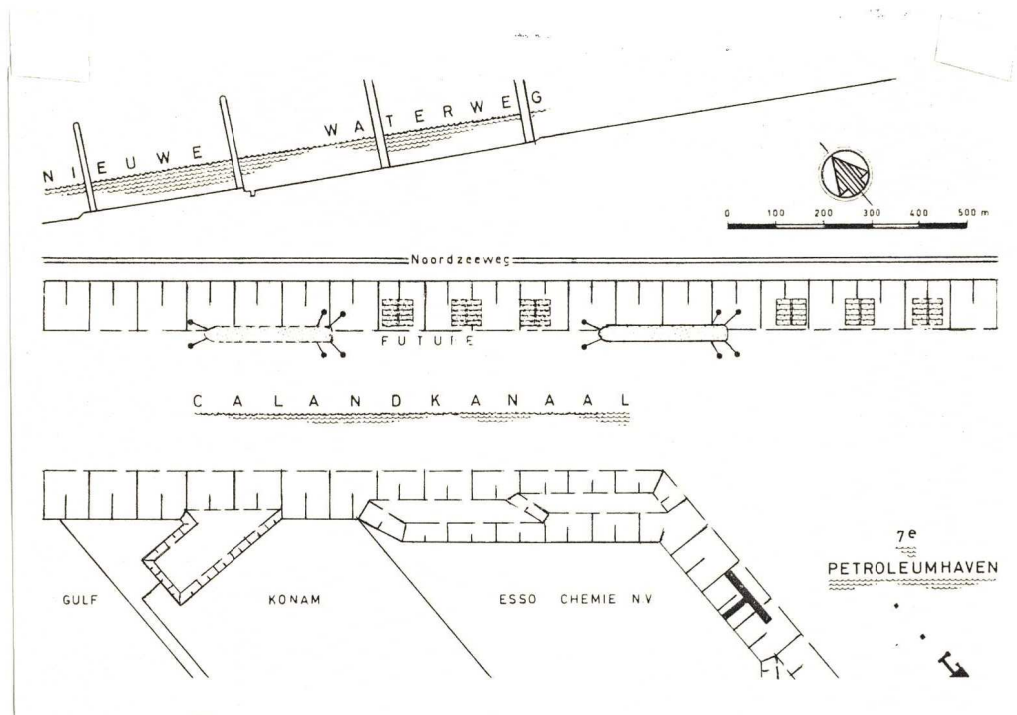 NIEUWE WATERWEG
0 100 200 300 400 500 m
Noordzeeweg
FUTURE
CALANDKANAAL
7e
PETROLEUMHAVEN
GULF
KONAM
ESSO CHEMIE N.V